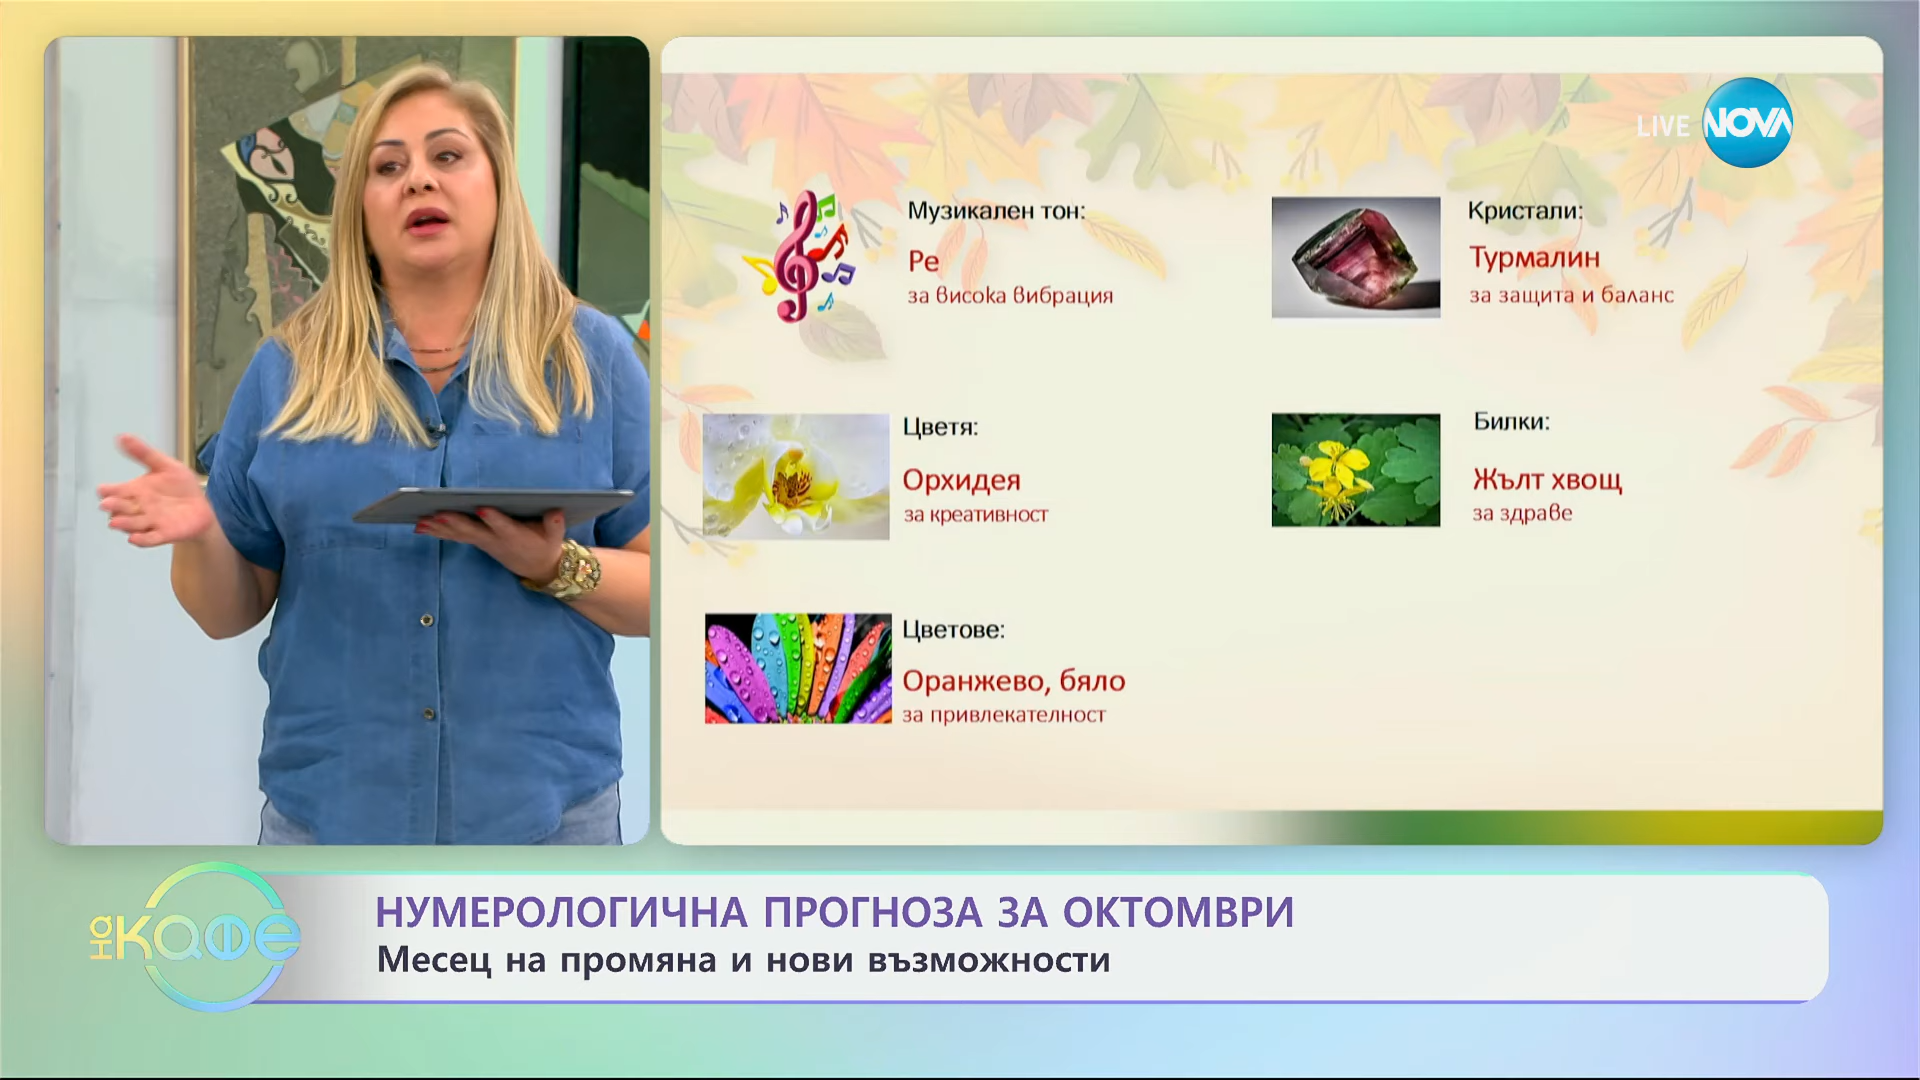 LIVE NOVA
Музикален тон:
Ре
за висока вибрация
Кристали:
Турмалин
за защита и баланс
Цветя:
Орхидея
за креативност
Билки:
Жълт хвощ
за здраве
Цветове:
Оранжево, бяло
за привлекателност
на кафе
НУМЕРОЛОГИЧНА ПРОГНОЗА ЗА ОКТОМВРИ
Месец на промяна и нови възможности